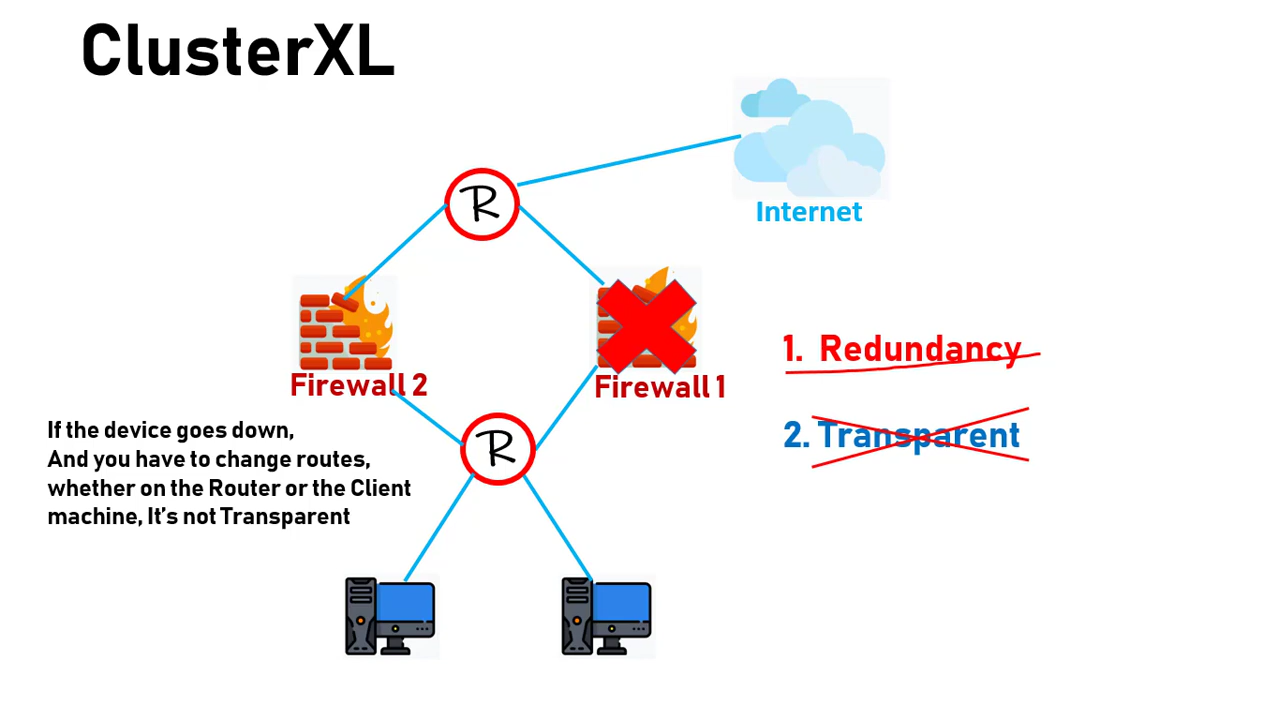 ClusterXL
R
Internet
Firewall 2
Firewall 1
1. Redundancy
2. Transparent
If the device goes down,
And you have to change routes,
whether on the Router or the Client
machine, It's not Transparent
R